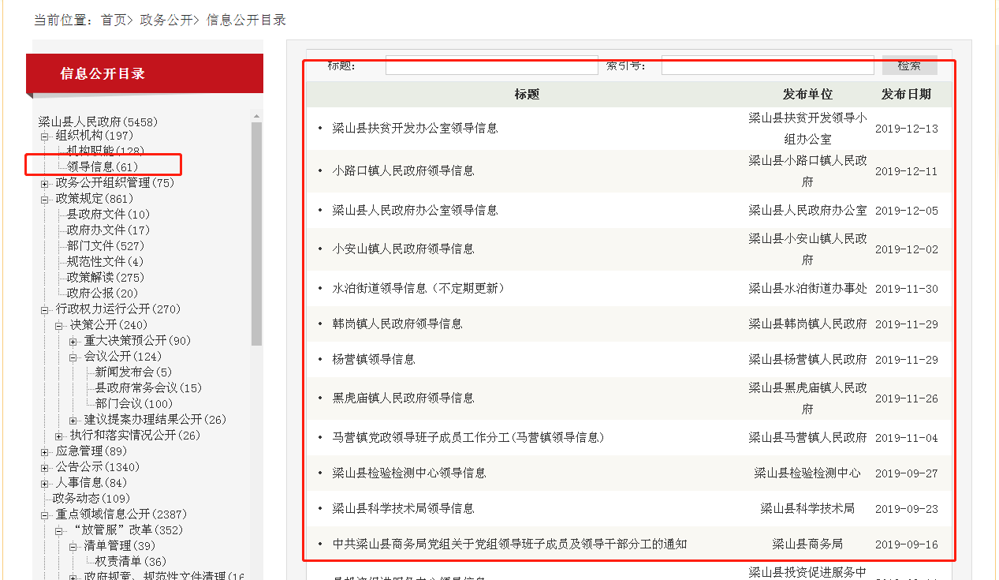 当前位置：首页> 政务公开> 信息公开目录
信息公开目录
梁山县人民政府(5458)
组织机构(197)
机构职能(128)
领导信息(61)
政务公开组织管理(75)
政策规定(861)
县政府文件(10)
政府办文件(17)
部门文件(527)
规范性文件(4)
政策解读(275)
政府公报(20)
行政权力运行公开(270)
决策公开(240)
重大决策预公开(90)
会议公开(124)
新闻发布会(5)
县政府常务会议(15)
部门会议(100)
建议提案办理结果公开(26)
执行和落实情况公开(26)
应急管理(89)
公告公示(1340)
人事信息(84)
政务动态(109)
重点领域信息公开(2387)
“放管服”改革(352)
清单管理(39)
权责清单(36)
政府规章、规范性文件清理(16
标题： 索引号： 检索
标题 发布单位 发布日期
• 梁山县扶贫开发办公室领导信息 梁山县扶贫开发领导小
组办公室 2019-12-13
• 小路口镇人民政府领导信息 梁山县小路口镇人民政
府 2019-12-11
• 梁山县人民政府办公室领导信息 梁山县人民政府办公室 2019-12-05
• 小安山镇人民政府领导信息 梁山县小安山镇人民政
府 2019-12-02
• 水泊街道领导信息（不定期更新） 梁山县水泊街道办事处 2019-11-30
• 韩岗镇人民政府领导信息 梁山县韩岗镇人民政府 2019-11-29
• 杨营镇领导信息 梁山县杨营镇人民政府 2019-11-29
• 黑虎庙镇人民政府领导信息 梁山县黑虎庙镇人民政
府 2019-11-26
• 马营镇党政领导班子成员工作分工(马营镇领导信息) 梁山县马营镇人民政府 2019-11-04
• 梁山县检验检测中心领导信息 梁山县检验检测中心 2019-09-27
• 梁山县科学技术局领导信息 梁山县科学技术局 2019-09-23
• 中共梁山县商务局党组关于党组领导班子成员及领导干部分工的通知 梁山县商务局 2019-09-16
梁山县投资促进服务中